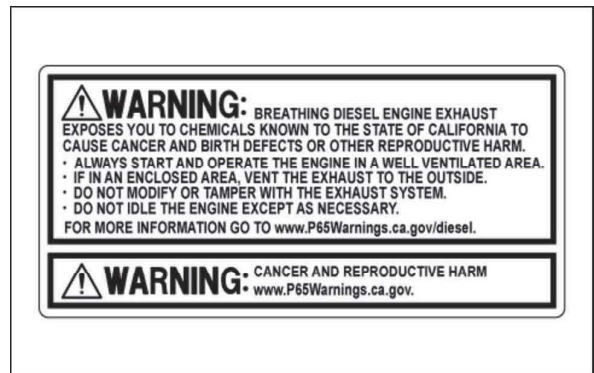 WARNING: BREATHING DIESEL ENGINE EXHAUST
EXPOSES YOU TO CHEMICALS KNOWN TO THE STATE OF CALIFORNIA TO
CAUSE CANCER AND BIRTH DEFECTS OR OTHER REPRODUCTIVE HARM.
· ALWAYS START AND OPERATE THE ENGINE IN A WELL VENTILATED AREA.
· IF IN AN ENCLOSED AREA, VENT THE EXHAUST TO THE OUTSIDE.
· DO NOT MODIFY OR TAMPER WITH THE EXHAUST SYSTEM.
· DO NOT IDLE THE ENGINE EXCEPT AS NECESSARY.
FOR MORE INFORMATION GO TO www.P65Warnings.ca.gov/diesel.
WARNING: CANCER AND REPRODUCTIVE HARM
www.P65Warnings.ca.gov.